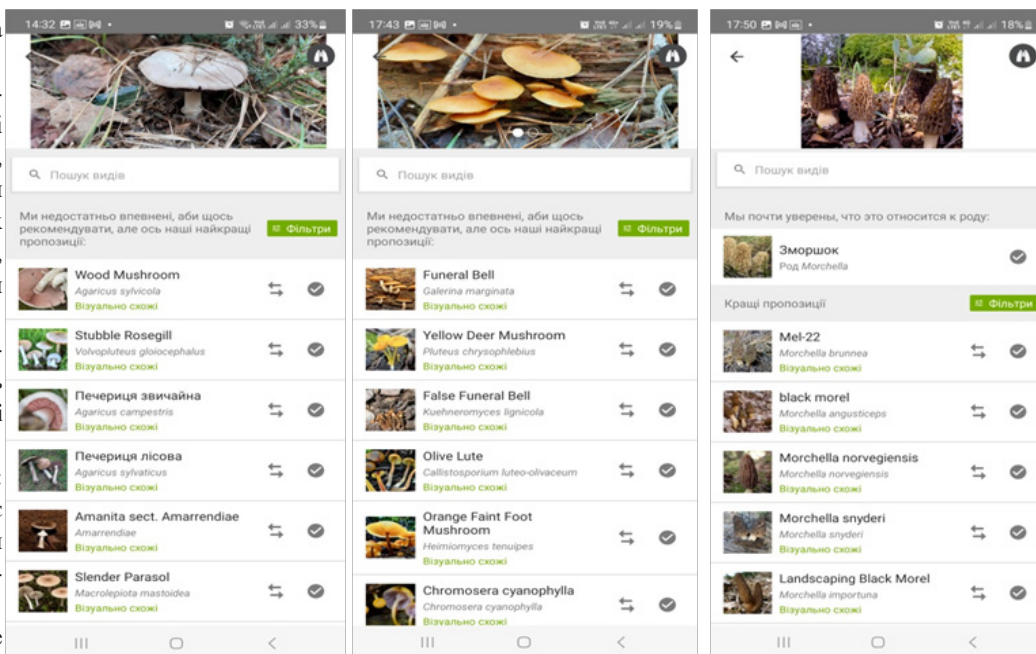 14:32
33%
Пошук видів
Ми недостатньо впевнені, аби щось
рекомендувати, але ось наші найкращі
пропозиції:
Фільтри
Wood Mushroom
Agaricus sylvicola
Візуально схожі
Stubble Rosegill
Volvopluteus gloiocephalus
Візуально схожі
Печериця звичайна
Agaricus campestris
Візуально схожі
Печериця лісова
Agaricus sylvaticus
Візуально схожі
Amanita sect. Amarrendiae
Amarrendiae
Візуально схожі
Slender Parasol
Macrolepiota mastoidea
Візуально схожі
17:43
19%
Пошук видів
Ми недостатньо впевнені, аби щось
рекомендувати, але ось наші найкращі
пропозиції:
Фільтри
Funeral Bell
Galerina marginata
Візуально схожі
Yellow Deer Mushroom
Pluteus chrysophlebius
Візуально схожі
False Funeral Bell
Kuehneromyces lignicola
Візуально схожі
Olive Lute
Callistosporium luteo-olivaceum
Візуально схожі
Orange Faint Foot
Mushroom
Heimiomyces tenuipes
Візуально схожі
Chromosera cyanophylla
Chromosera cyanophylla
Візуально схожі
17:50
18%
Пошук видів
Мы почти уверены, что это относится к роду:
Зморшок
Род Morchella
Кращі пропозиції
Фільтри
Mel-22
Morchella brunnea
Візуально схожі
black morel
Morchella angusticeps
Візуально схожі
Morchella norvegiensis
Morchella norvegiensis
Візуально схожі
Morchella snyderi
Morchella snyderi
Візуально схожі
Landscaping Black Morel
Morchella importuna
Візуально схожі